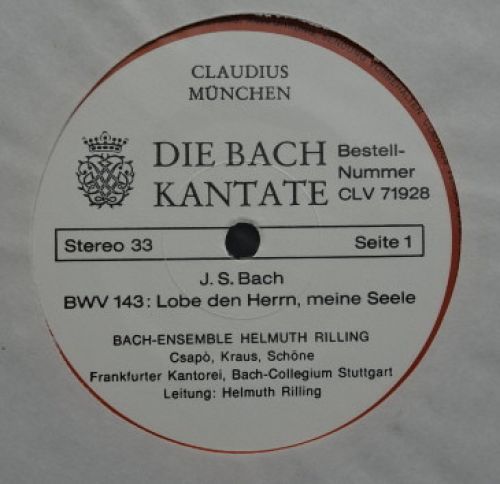 CLAUDIUS
MÜNCHEN
DIE BACH
KANTATE
Bestell-
Nummer
CLV 71928
Stereo 33
Seite 1
J. S. Bach
BWV 143: Lobe den Herrn, meine Seele
BACH-ENSEMBLE HELMUTH RILLING
Csapò, Kraus, Schöne
Frankfurter Kantorei, Bach-Collegium Stuttgart
Leitung: Helmuth Rilling